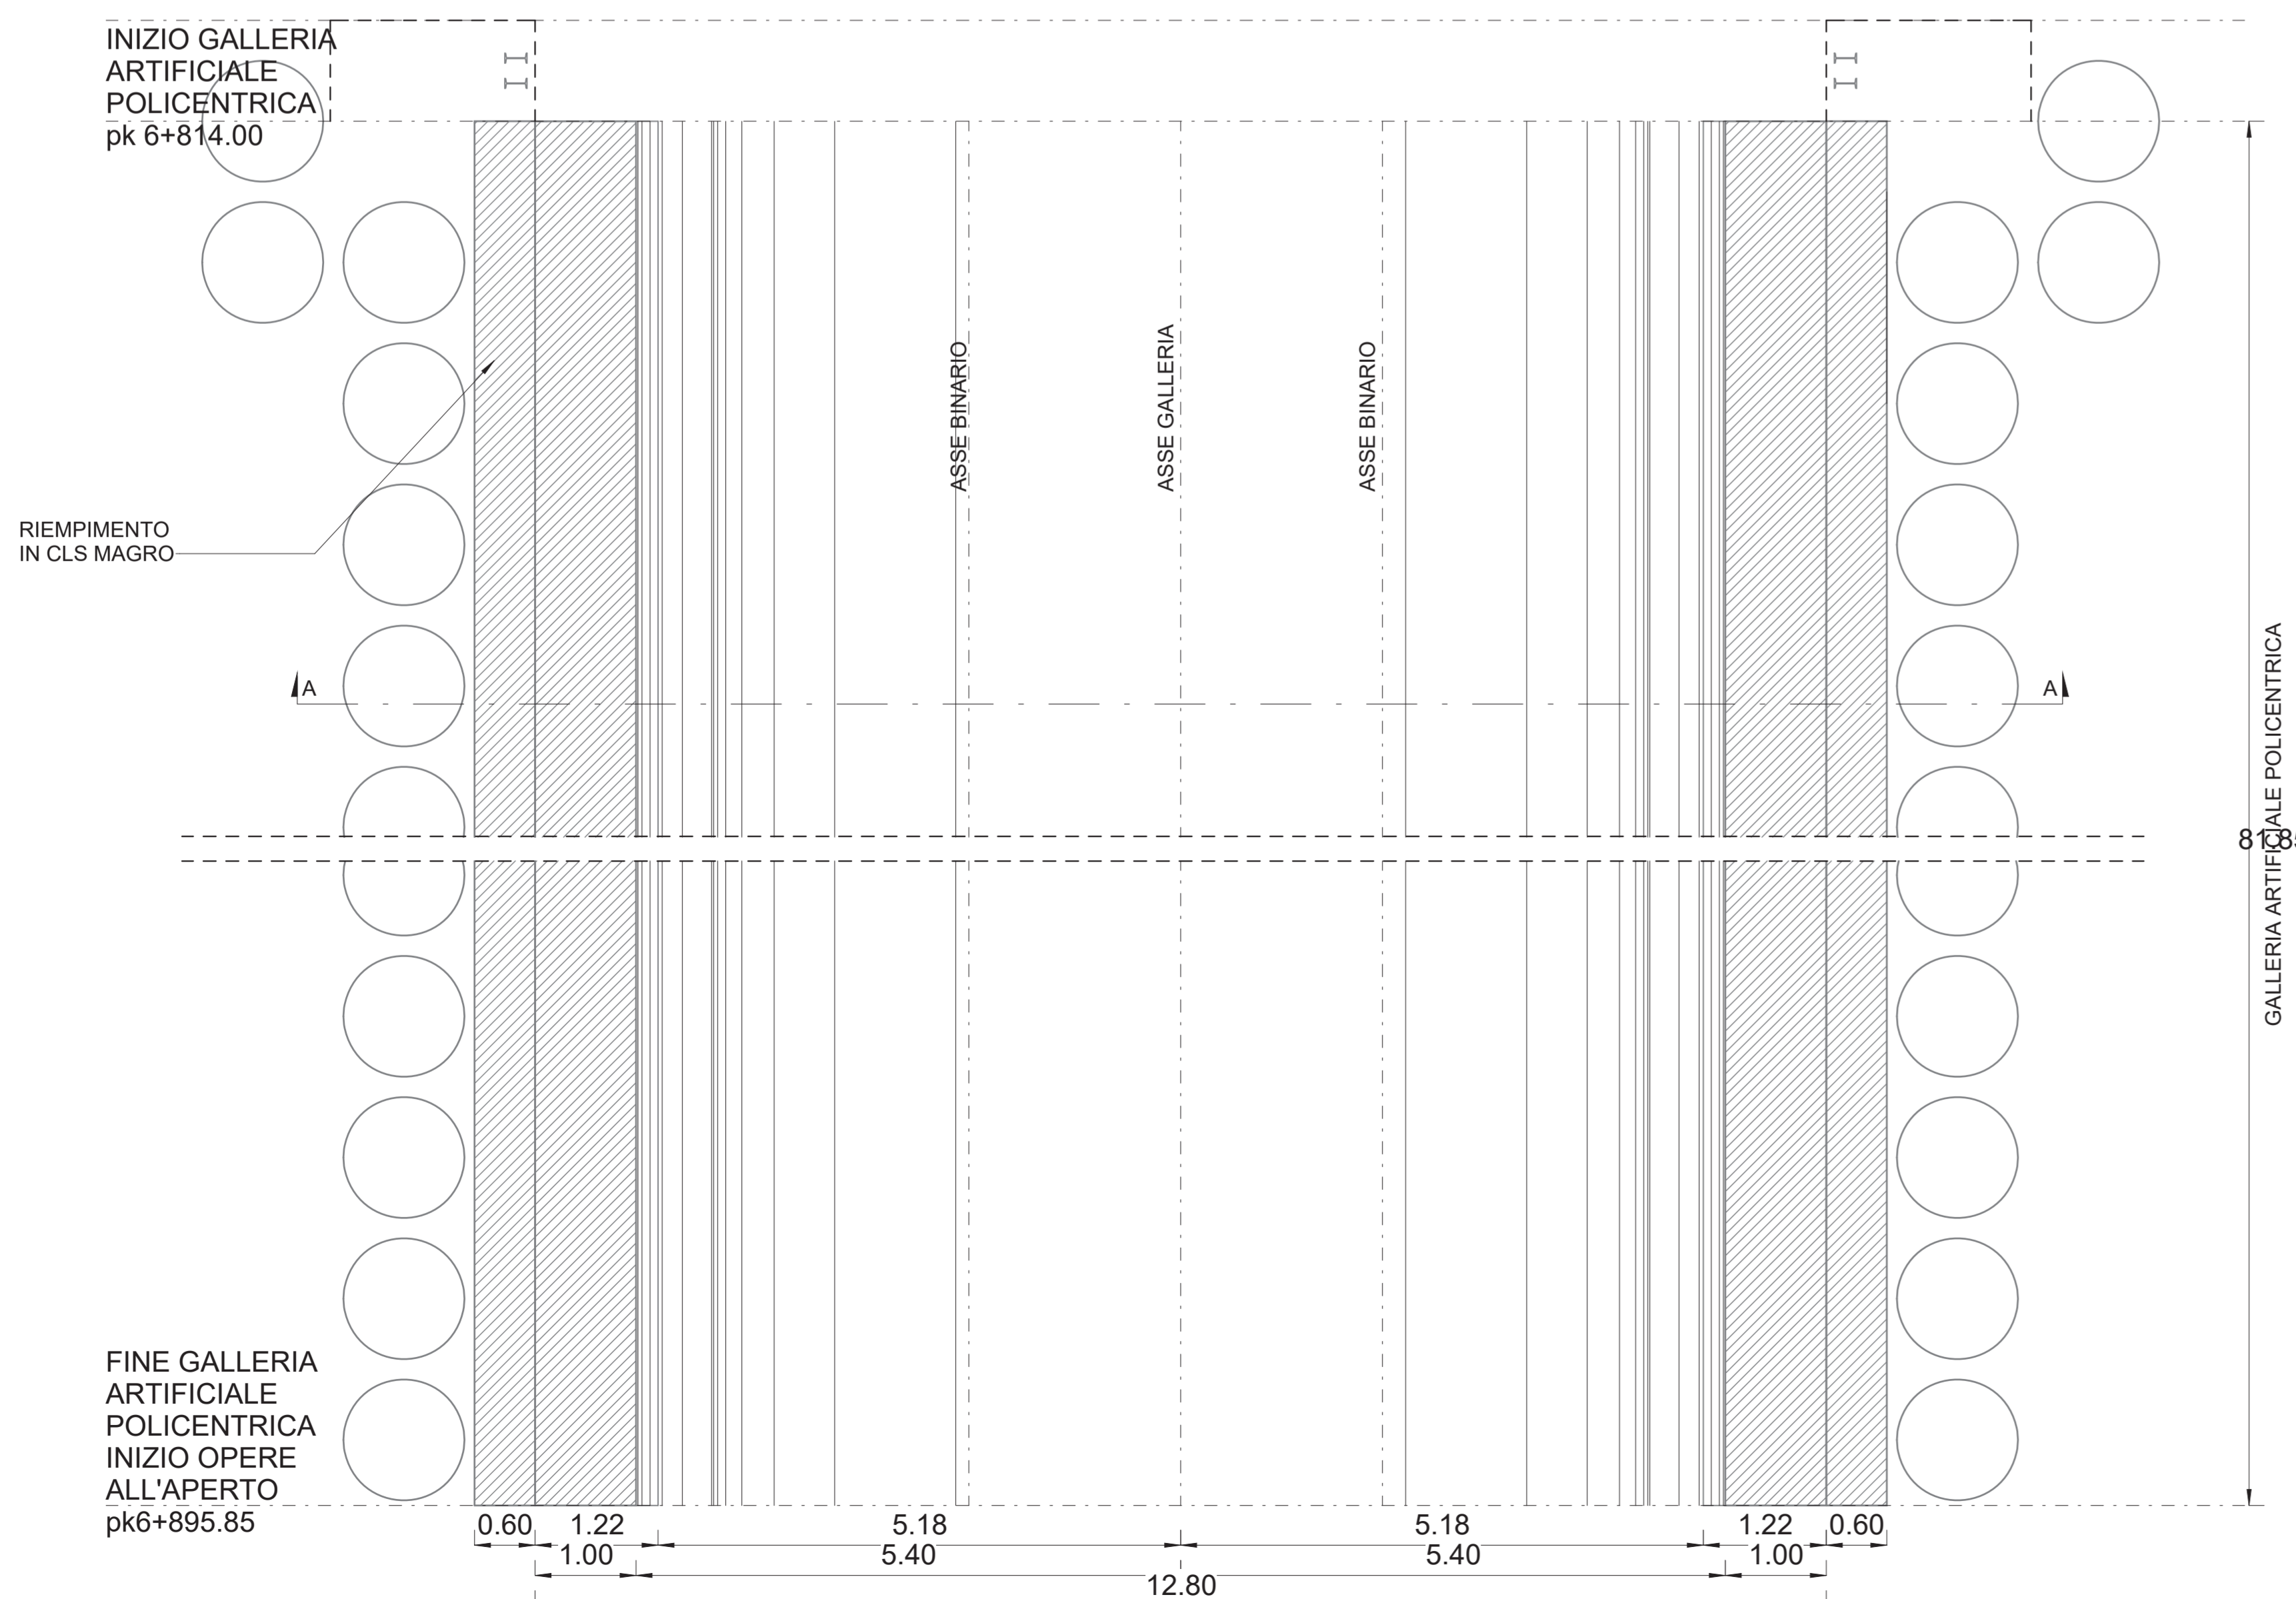 INIZIO GALLERIA
ARTIFICIALE
POLICENTRICA
pk 6+814.00
ASSE BINARIO
ASSE GALLERIA
ASSE BINARIO
RIEMPIMENTO
IN CLS MAGRO
A
A
GALLERIA ARTIFICIALE POLICENTRICA
FINE GALLERIA
ARTIFICIALE
POLICENTRICA
INIZIO OPERE
ALL'APERTO
pk6+895.85
0.60 1.22 5.18 5.18 1.22 0.60
1.00 5.40 5.40 1.00
12.80